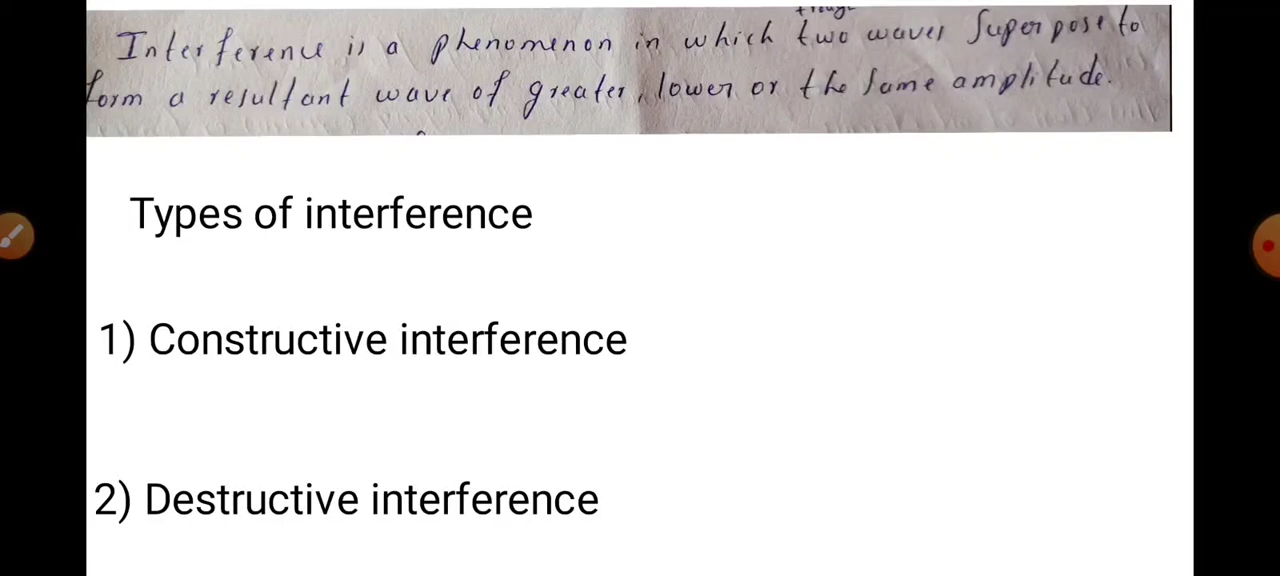 Interference is a phenomenon in which two waves Superpose to
form a resultant wave of greater, lower or the same amplitude.
Types of interference
1) Constructive interference
2) Destructive interference